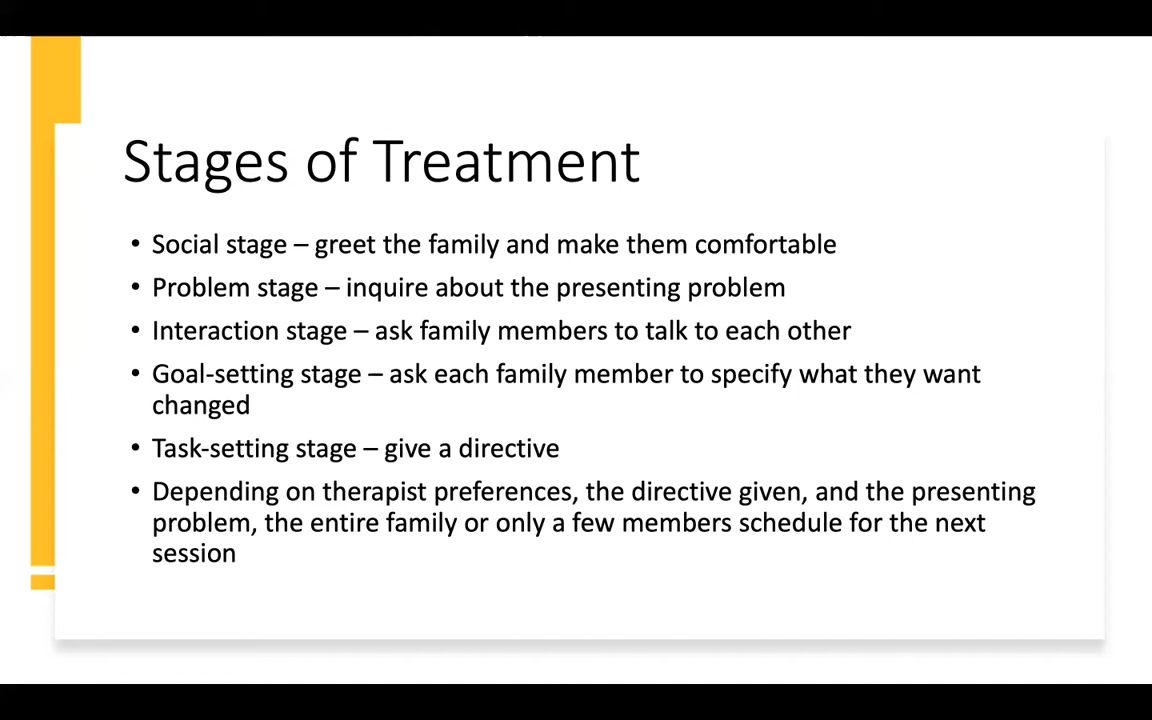 Stages of Treatment
• Social stage – greet the family and make them comfortable
• Problem stage – inquire about the presenting problem
• Interaction stage – ask family members to talk to each other
• Goal-setting stage – ask each family member to specify what they want
changed
• Task-setting stage – give a directive
• Depending on therapist preferences, the directive given, and the presenting
problem, the entire family or only a few members schedule for the next
session